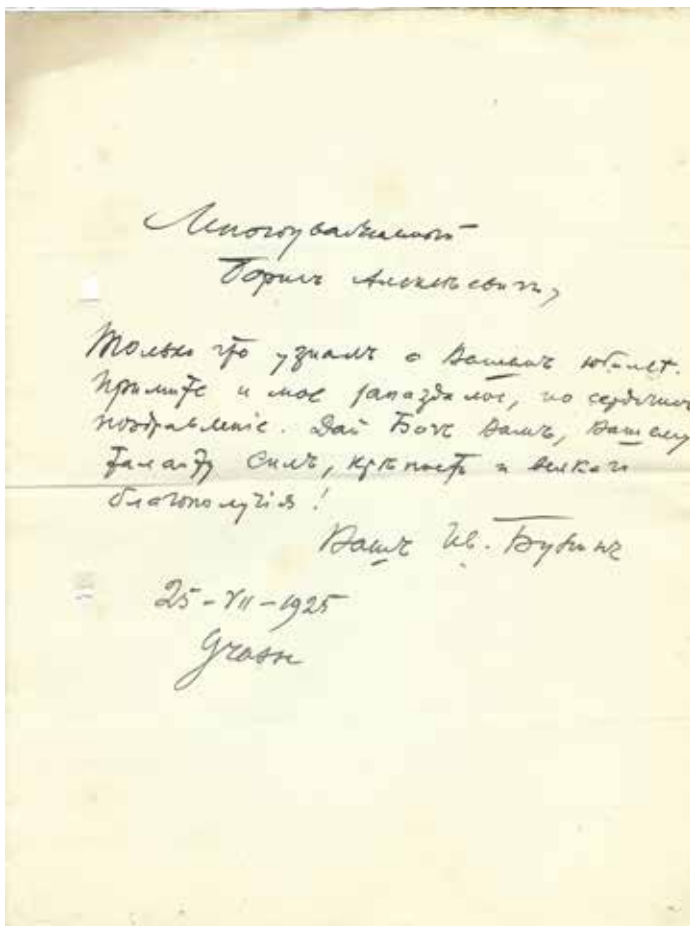 Многоуважаемый
Борисъ Алексѣевичъ,
Только что узналъ о Вашемъ юбилеѣ.
Примите и мое запоздалое, но сердечное
поздравленіе. Дай Богъ Вамъ, Вашему
таланту силъ, крѣпости и всякаго
благополучія!
Вашъ Ив. Бунинъ
25-VII-1925
Grasse